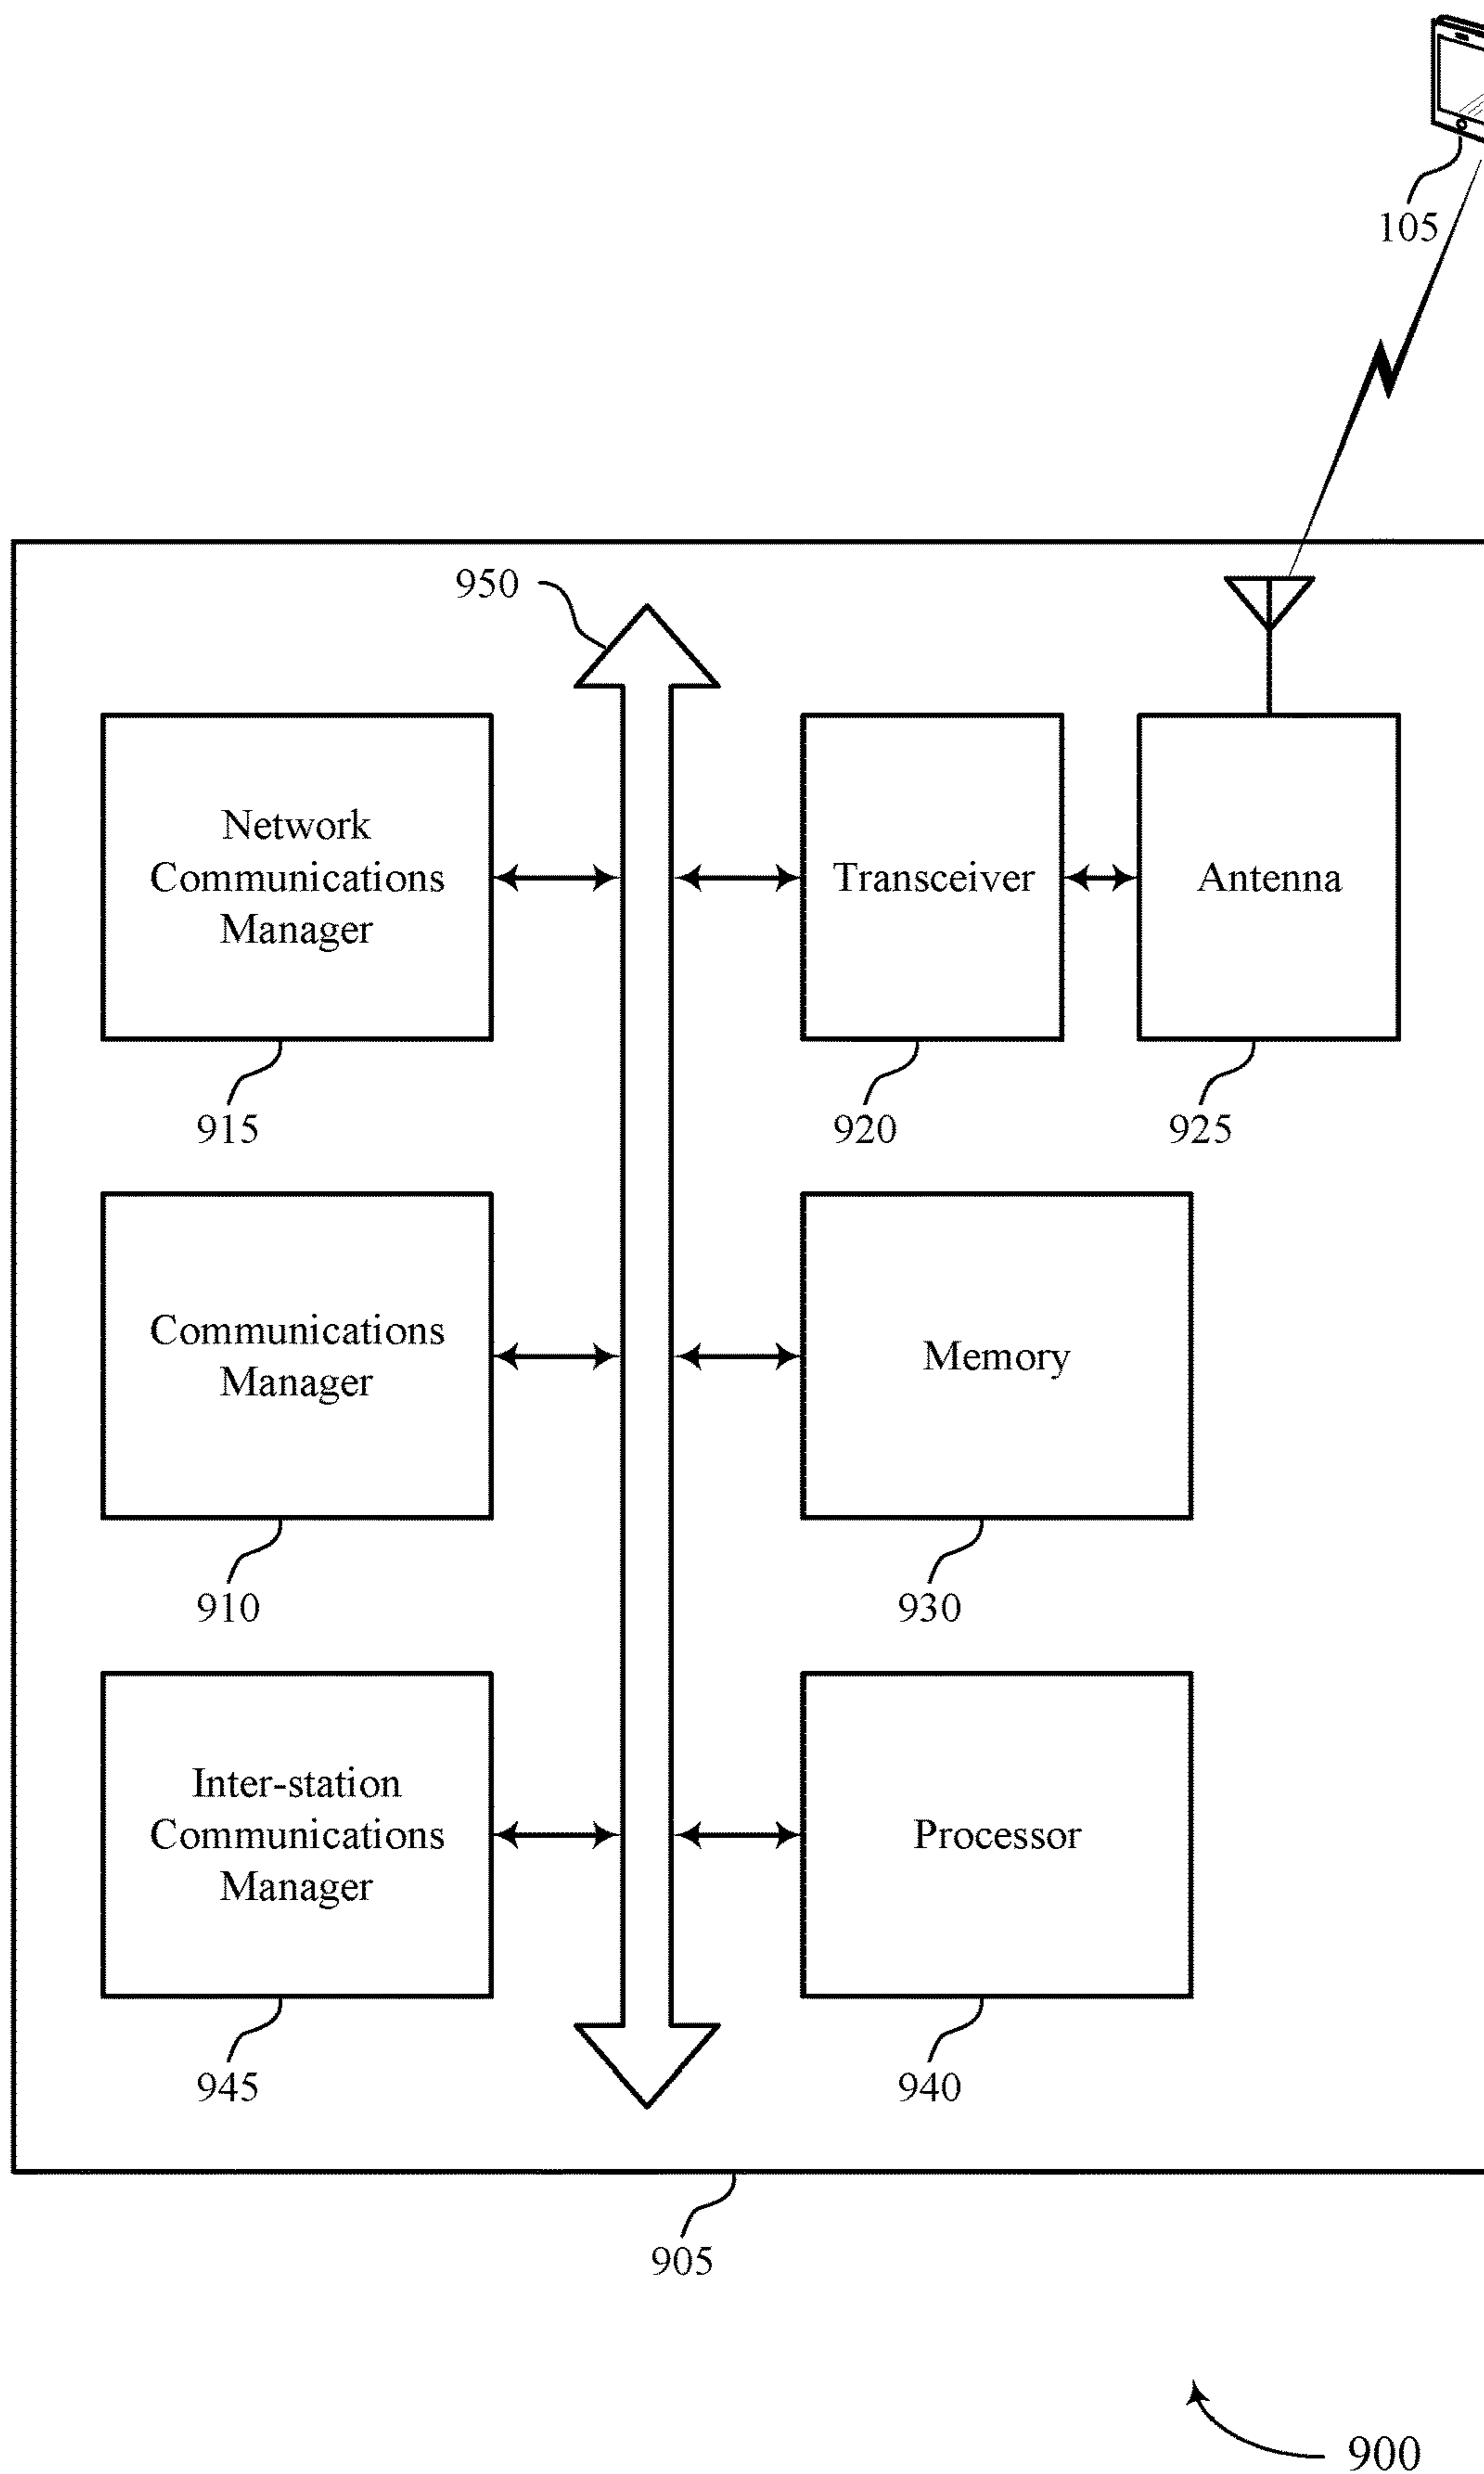 105
950
Network
Communications
Manager
Transceiver
Antenna
915
920
925
Communications
Manager
Memory
910
930
Inter-station
Communications
Manager
Processor
945
940
905
900